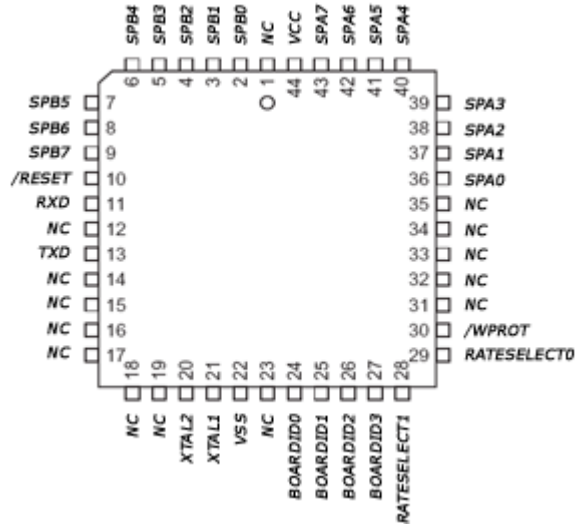 SPB4 SPB3 SPB2 SPB1 SPB0 NC VCC SPA7 SPA6 SPA5 SPA4
6 5 4 3 2 1 44 43 42 41 40
SPB5 7 39 SPA3
SPB6 8 38 SPA2
SPB7 9 37 SPA1
/RESET 10 36 SPA0
RXD 11 35 NC
NC 12 34 NC
TXD 13 33 NC
NC 14 32 NC
NC 15 31 NC
NC 16 30 /WPROT
NC 17 29 RATESELECT0
18 19 20 21 22 23 24 25 26 27 28
NC NC XTAL2 XTAL1 VSS NC BOARDID0 BOARDID1 BOARDID2 BOARDID3 RATESELECT1